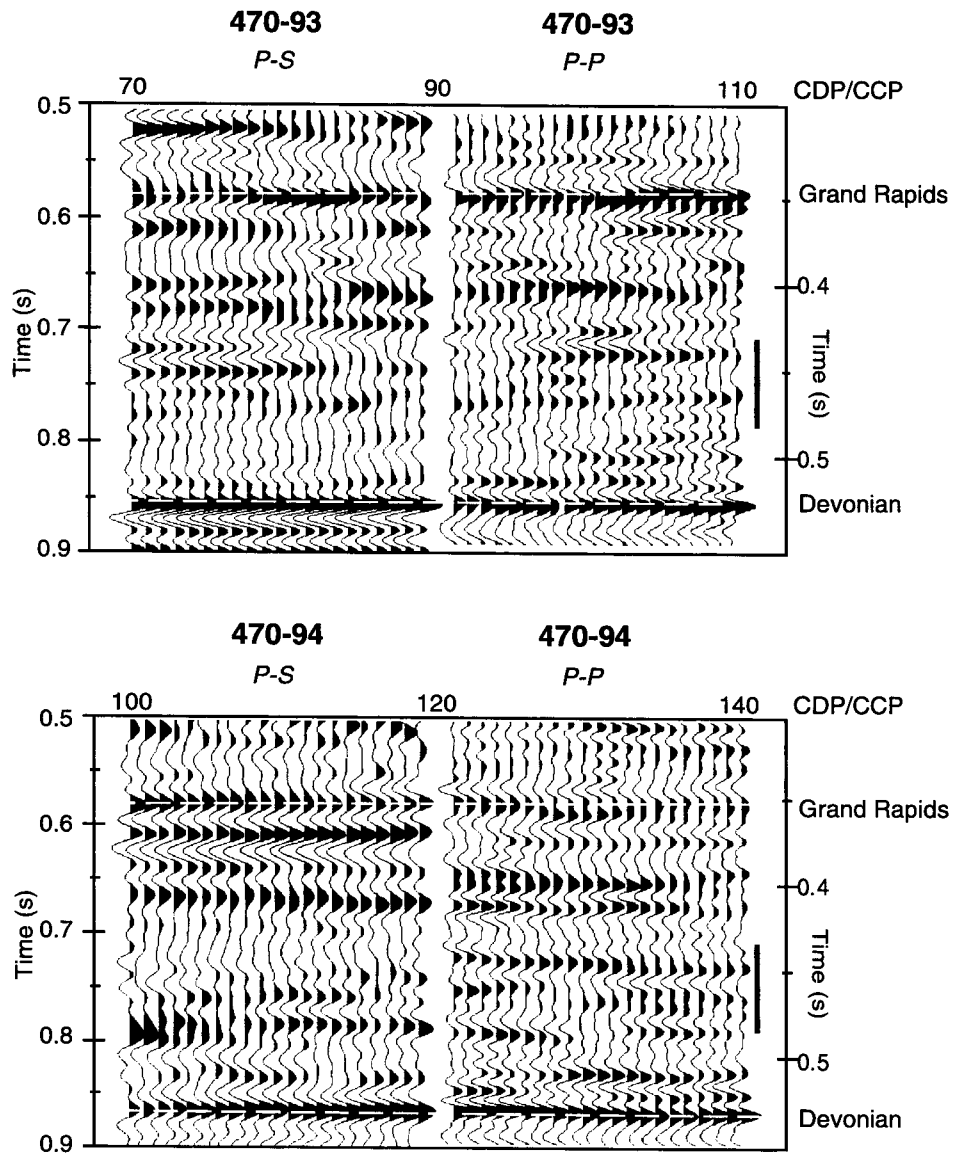 470-93 470-93
P-S P-P
70 90 110 CDP/CCP
0.5
Grand Rapids
0.6
0.4
0.7
Time (s) Time (s)
0.8
0.5
Devonian
0.9
470-94 470-94
P-S P-P
100 120 140 CDP/CCP
0.5
Grand Rapids
0.6
0.4
0.7
Time (s) Time (s)
0.8
0.5
Devonian
0.9